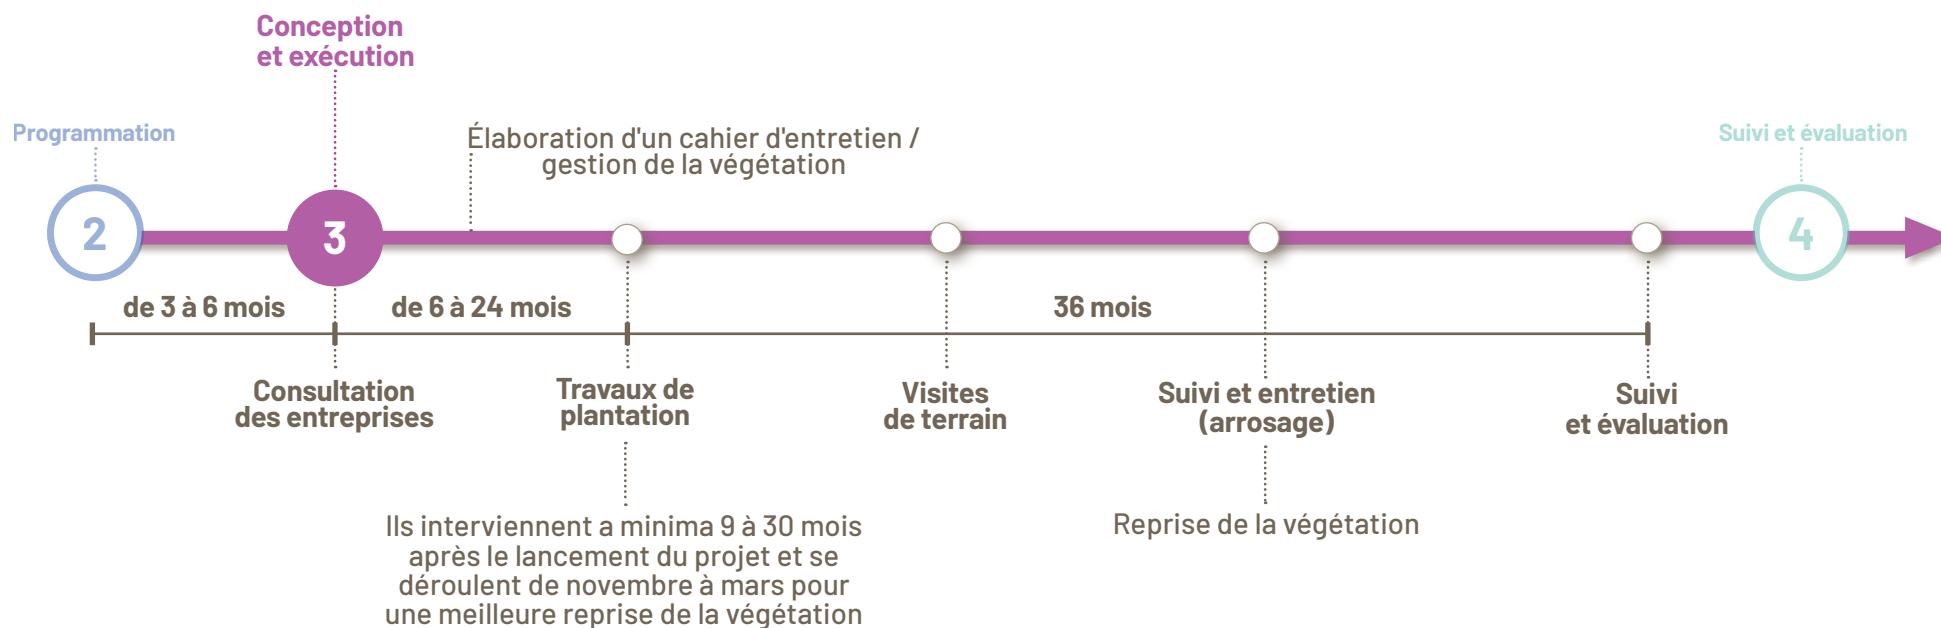 Conception
et exécution
Programmation
Élaboration d'un cahier d'entretien /
gestion de la végétation
Suivi et évaluation
2
3
4
de 3 à 6 mois
de 6 à 24 mois
36 mois
Consultation
des entreprises
Travaux de
plantation
Visites
de terrain
Suivi et entretien
(arrosage)
Suivi
et évaluation
Ils interviennent a minima 9 à 30 mois
après le lancement du projet et se
déroulent de novembre à mars pour
une meilleure reprise de la végétation
Reprise de la végétation